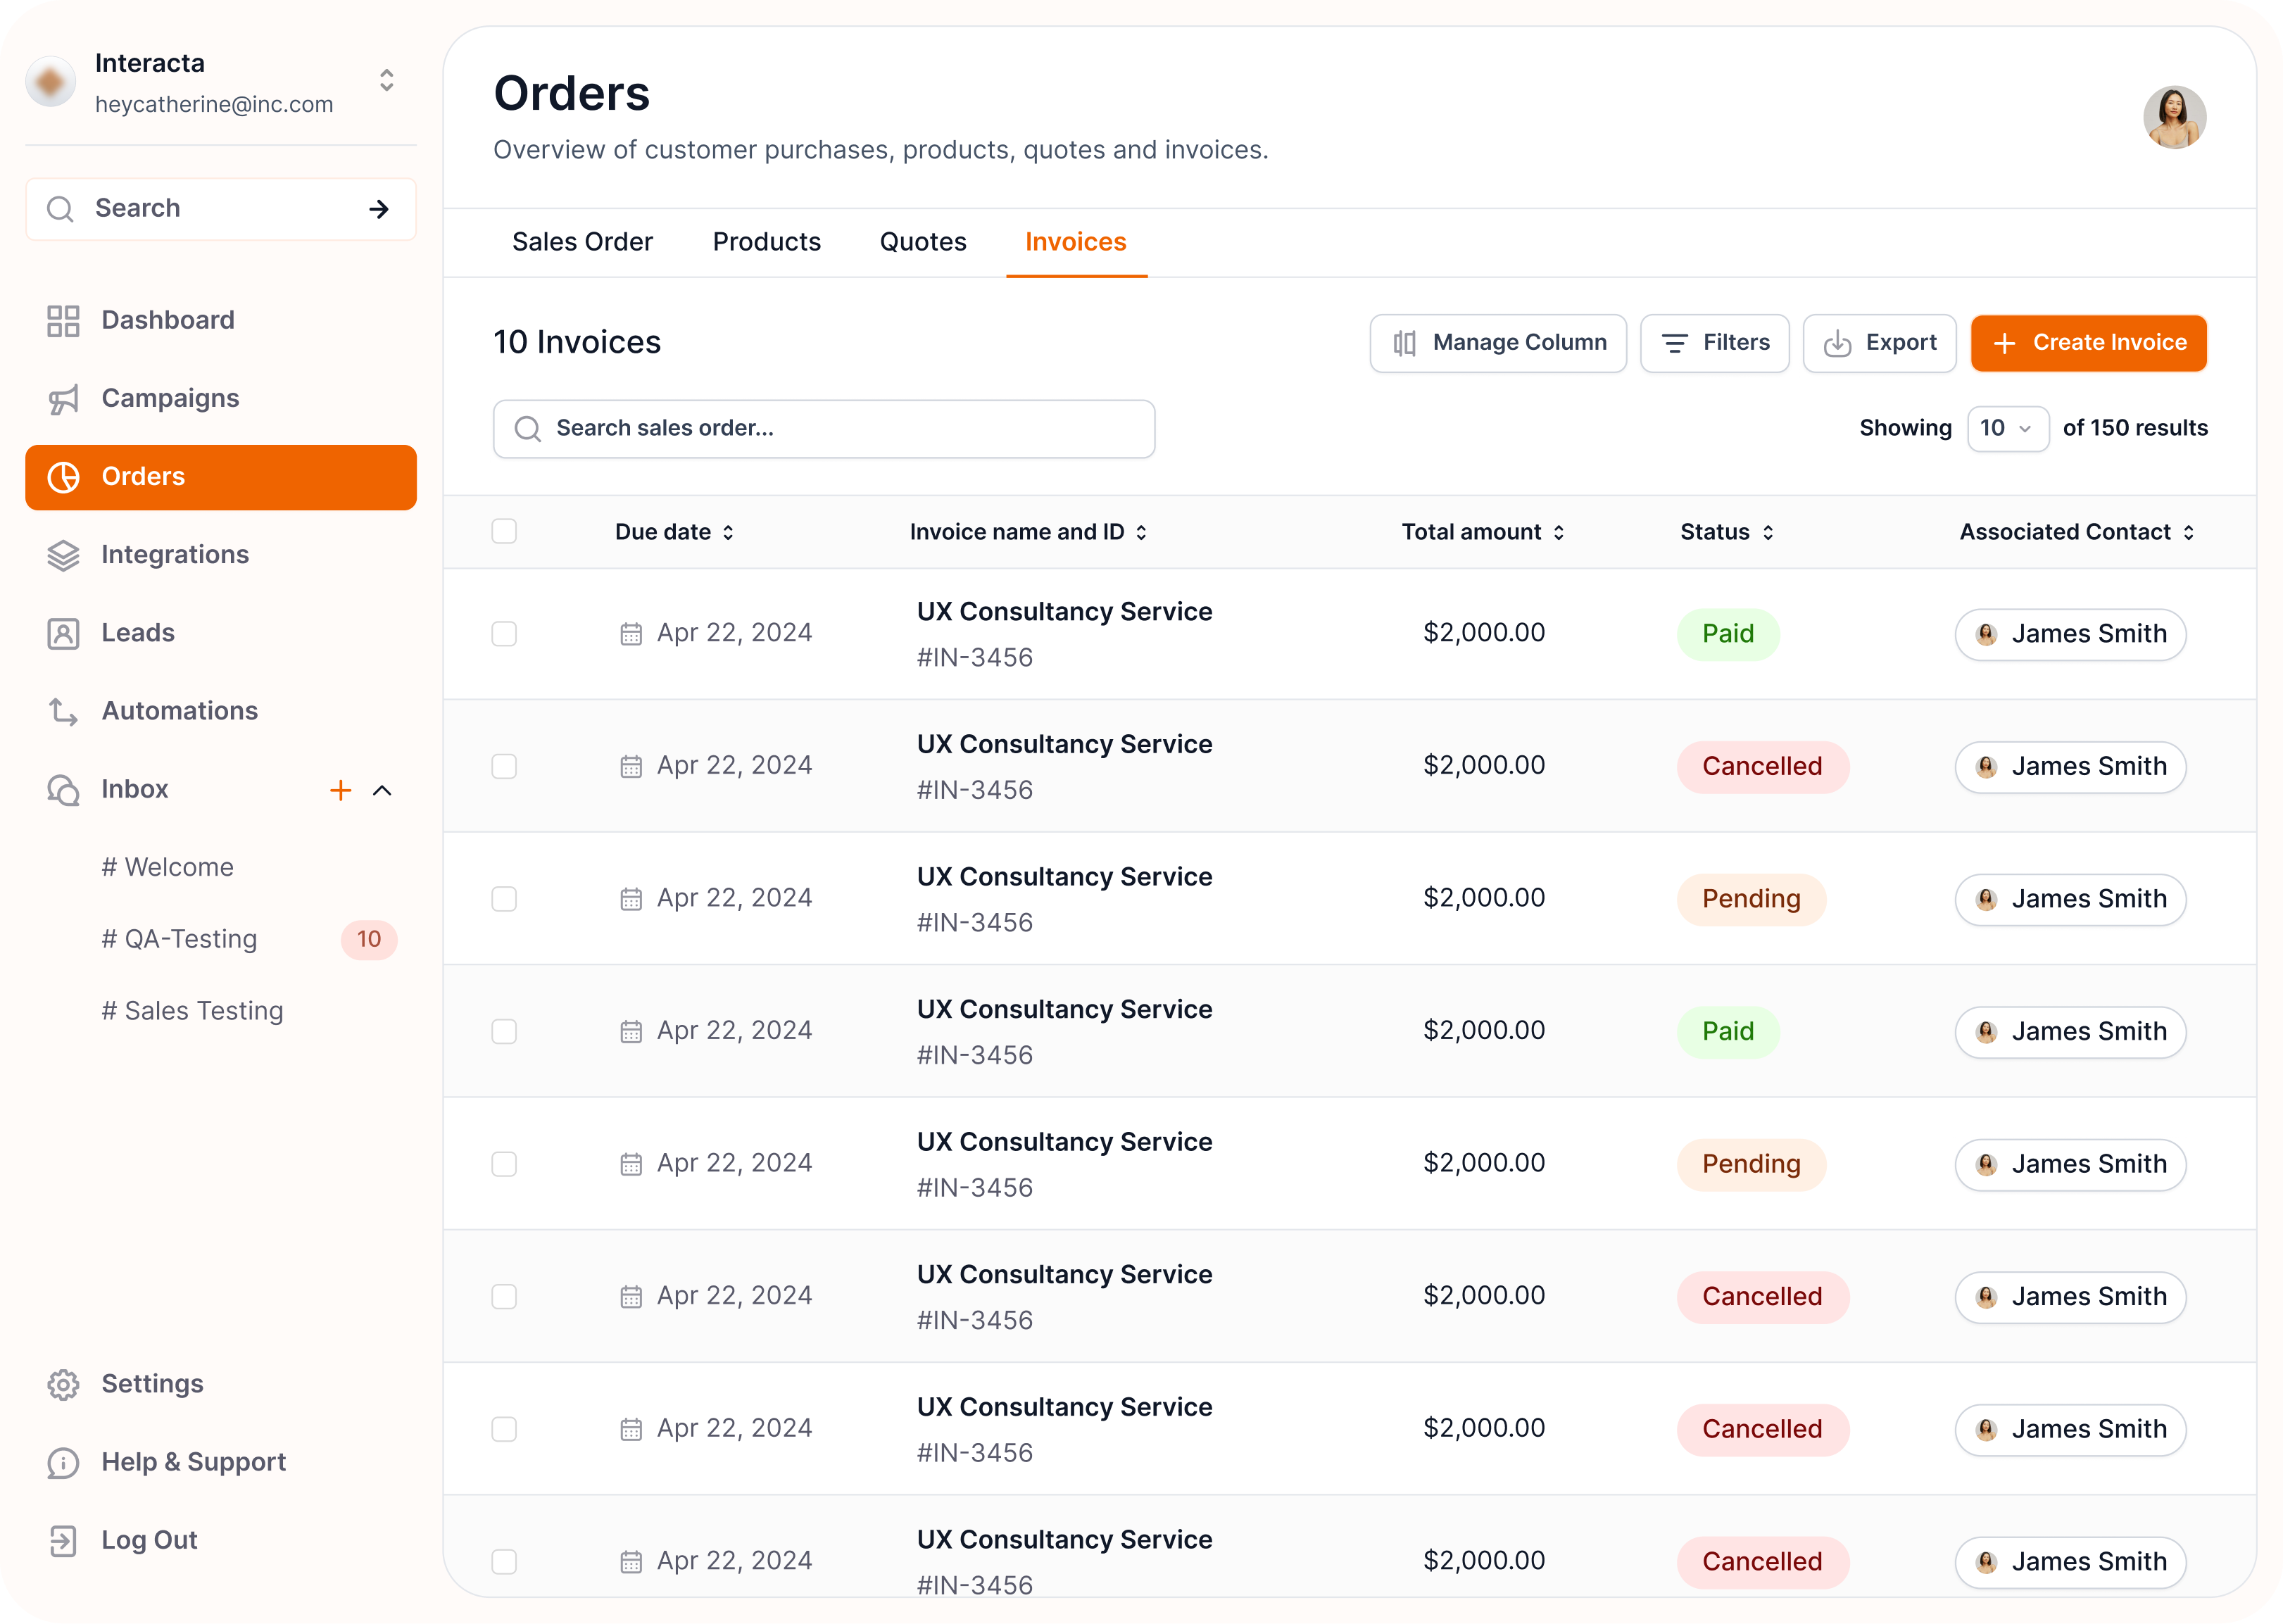 Interacta
heycatherine@inc.com
Search
Dashboard
Campaigns
Orders
Integrations
Leads
Automations
Inbox
# Welcome
# QA-Testing 10
# Sales Testing
Settings
Help & Support
Log Out
Orders
Overview of customer purchases, products, quotes and invoices.
Sales Order Products Quotes Invoices
10 Invoices Manage Column Filters Export Create Invoice
Search sales order... Showing 10 of 150 results
Due date Invoice name and ID Total amount Status Associated Contact
UX Consultancy Service
Apr 22, 2024 $2,000.00 Paid James Smith
#IN-3456
UX Consultancy Service
Apr 22, 2024 $2,000.00 Cancelled James Smith
#IN-3456
UX Consultancy Service
Apr 22, 2024 $2,000.00 Pending James Smith
#IN-3456
UX Consultancy Service
Apr 22, 2024 $2,000.00 Paid James Smith
#IN-3456
UX Consultancy Service
Apr 22, 2024 $2,000.00 Pending James Smith
#IN-3456
UX Consultancy Service
Apr 22, 2024 $2,000.00 Cancelled James Smith
#IN-3456
UX Consultancy Service
Apr 22, 2024 $2,000.00 Cancelled James Smith
#IN-3456
UX Consultancy Service
Apr 22, 2024 $2,000.00 Cancelled James Smith
#IN-3456